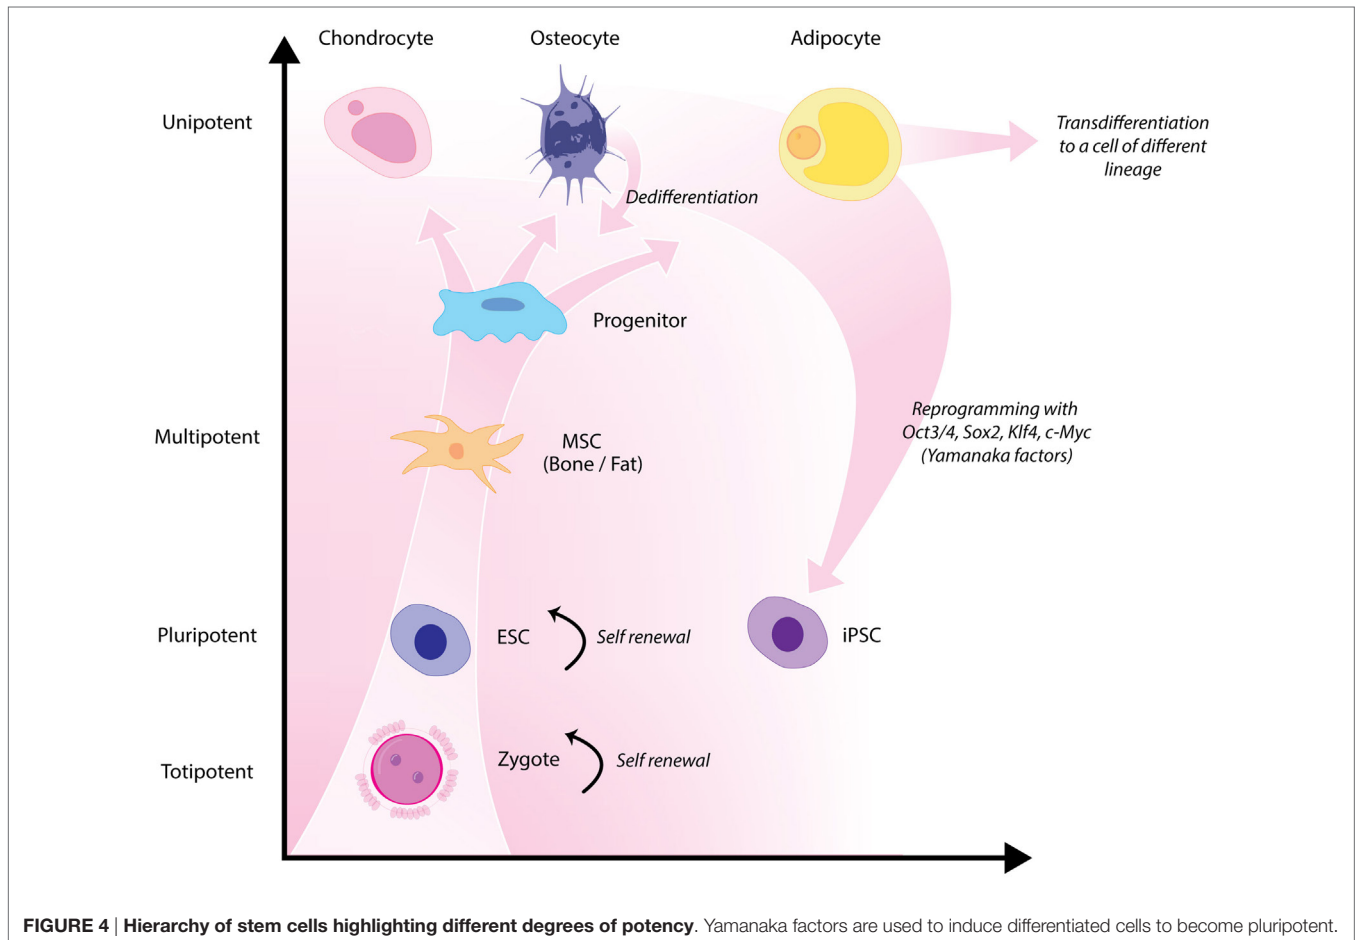 Chondrocyte
Osteocyte
Adipocyte
Unipotent
Transdifferentiation
to a cell of different
lineage
Dedifferentiation
Progenitor
Reprogramming with
Oct3/4, Sox2, Klf4, c-Myc
(Yamanaka factors)
Multipotent
MSC
(Bone / Fat)
Pluripotent
ESC
Self renewal
iPSC
Totipotent
Zygote
Self renewal
FIGURE 4 | Hierarchy of stem cells highlighting different degrees of potency. Yamanaka factors are used to induce differentiated cells to become pluripotent.